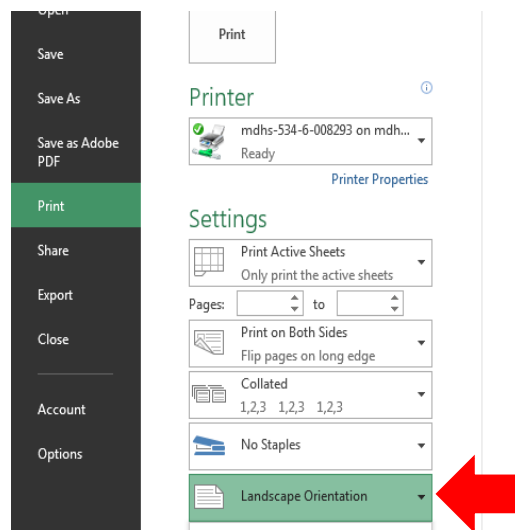 Open
Save
Save As
Save as Adobe
PDF
Print
Share
Export
Close
Account
Options
Print
Printer
mdhs-534-6-008293 on mdh...
Ready
Printer Properties
Settings
Print Active Sheets
Only print the active sheets
Pages: to
Print on Both Sides
Flip pages on long edge
Collated
1,2,3 1,2,3 1,2,3
No Staples
Landscape Orientation